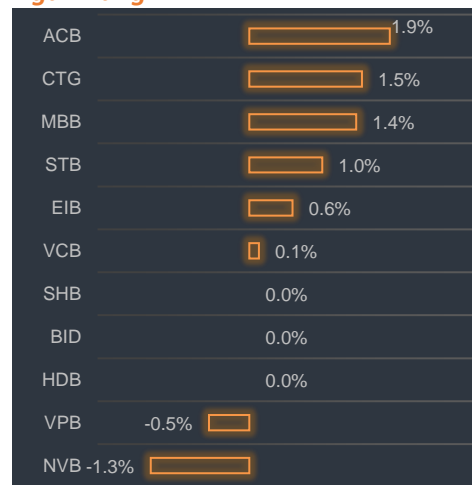 ACB 1.9%
CTG 1.5%
MBB 1.4%
STB 1.0%
EIB 0.6%
VCB 0.1%
SHB 0.0%
BID 0.0%
HDB 0.0%
VPB -0.5%
NVB -1.3%